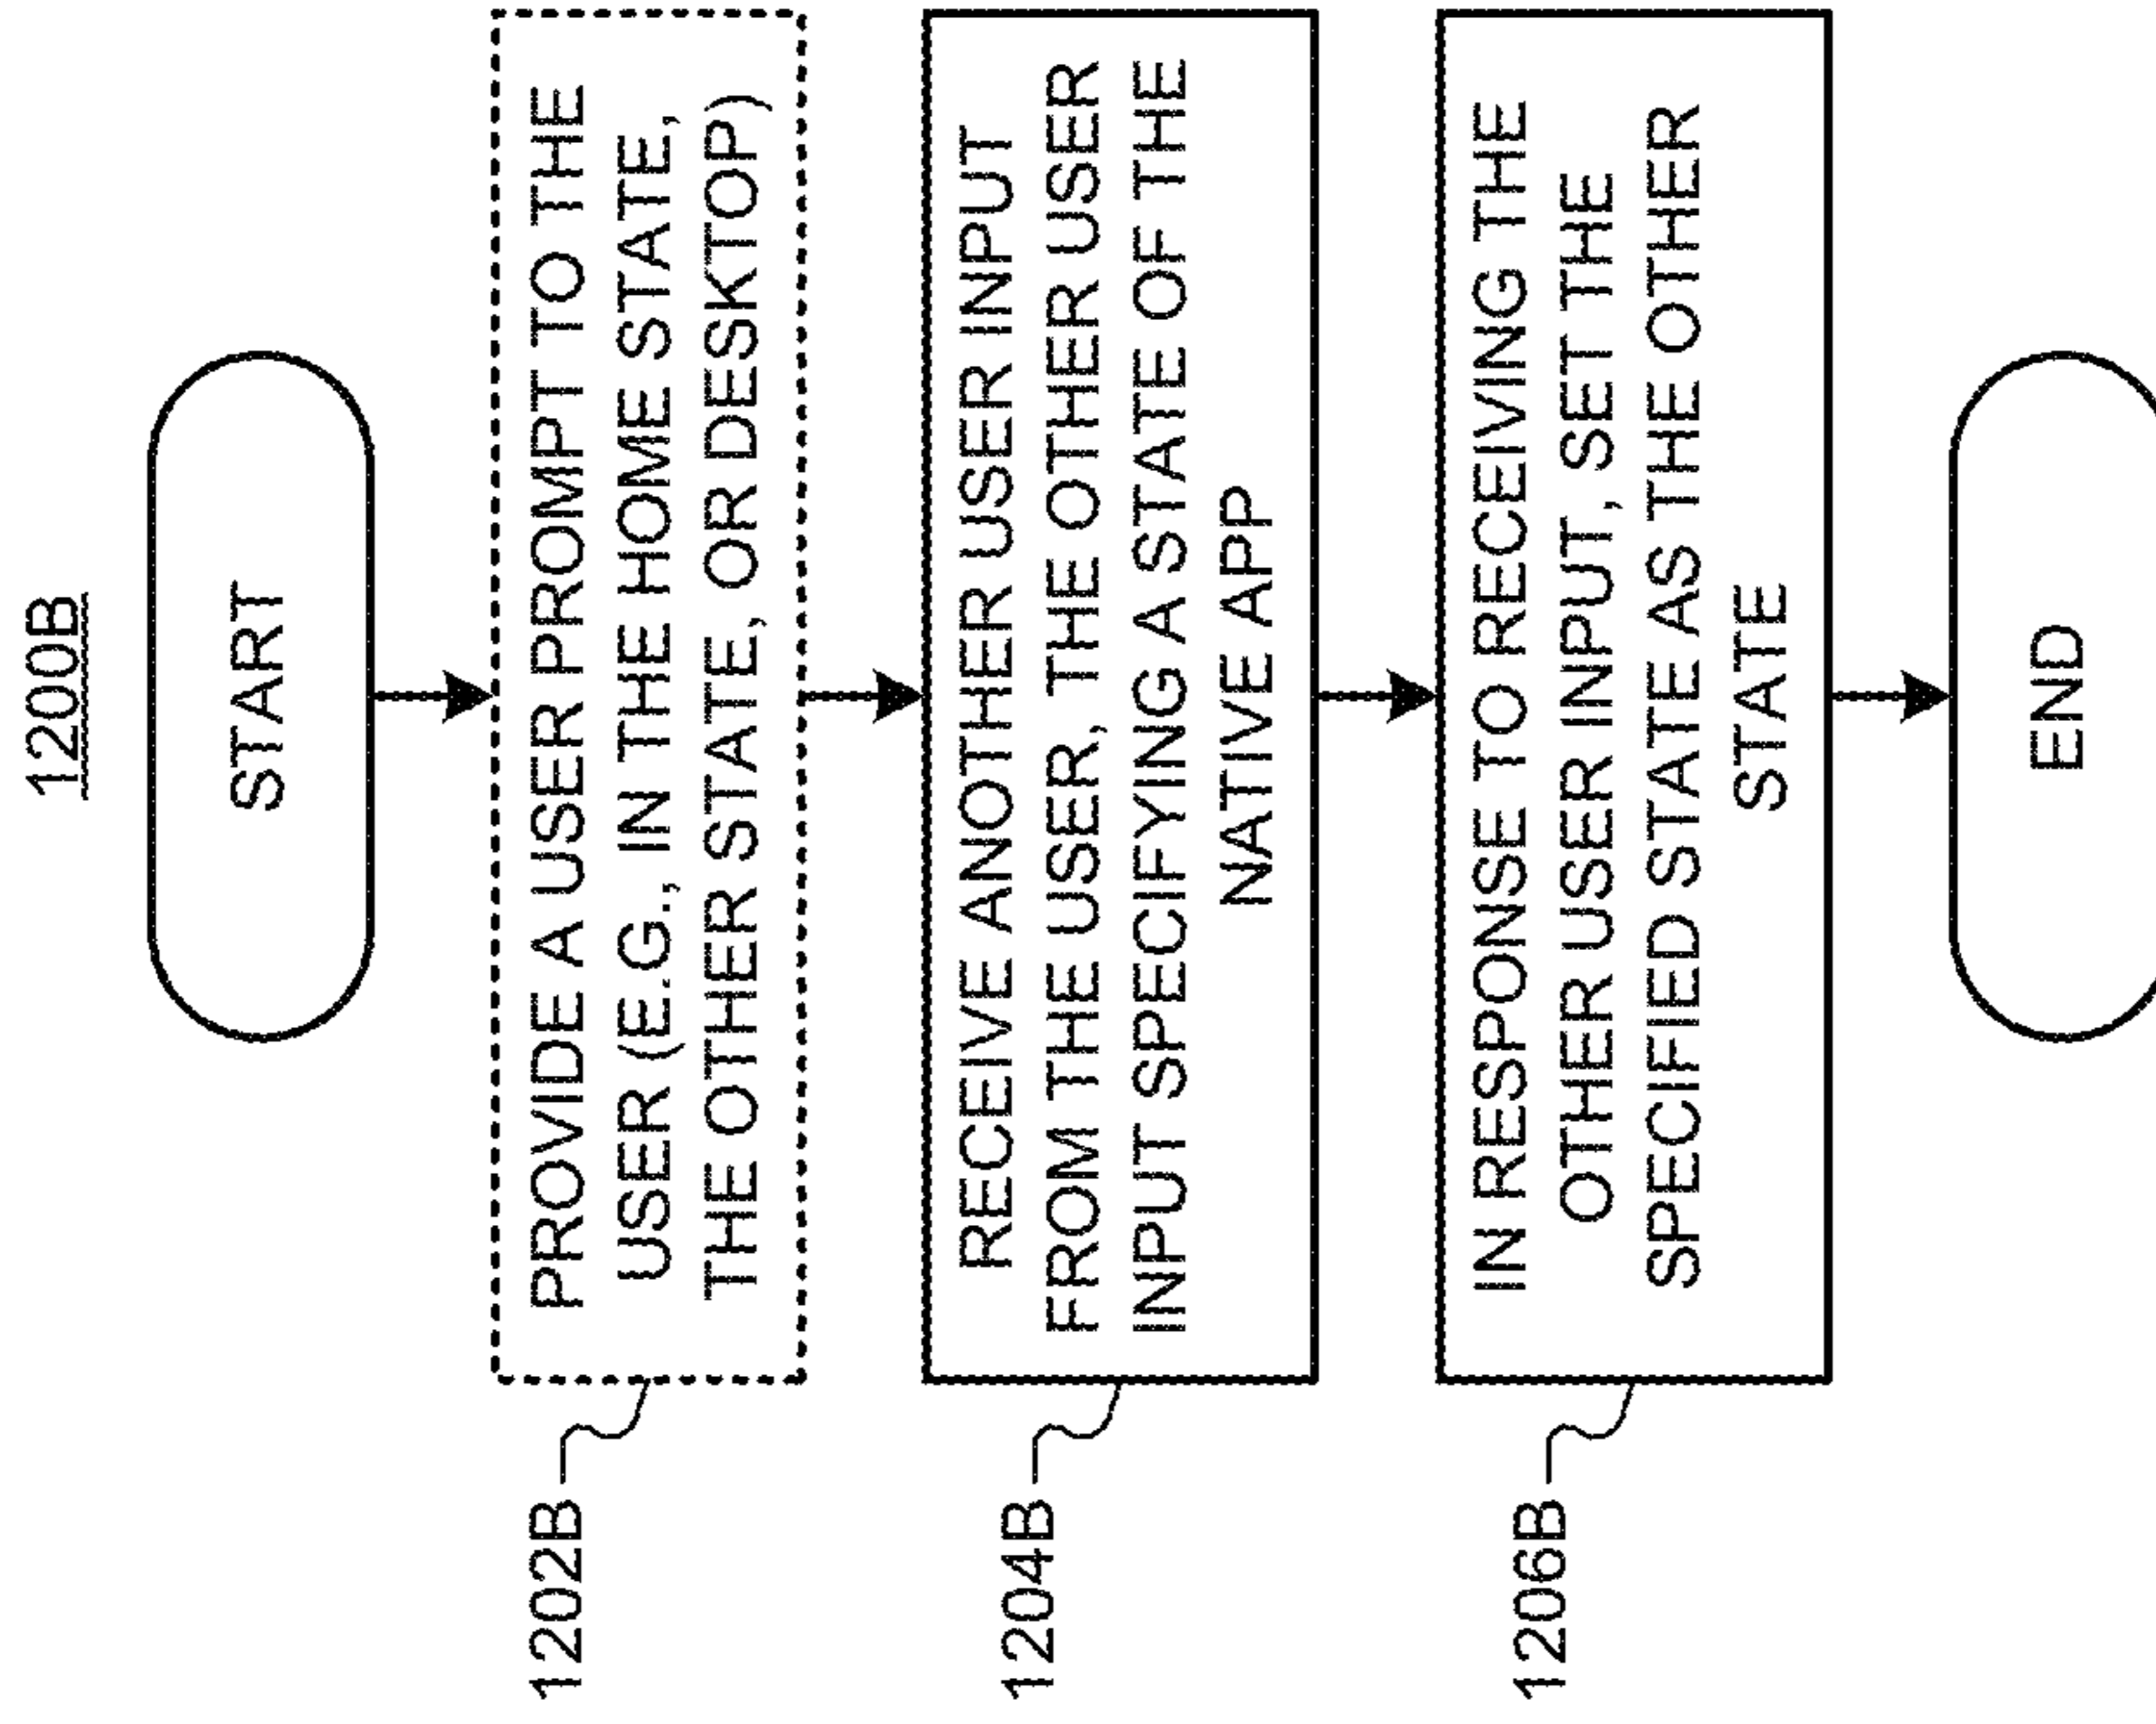 1200B
START
1202B
PROVIDE A USER PROMPT TO THE
USER (E.G., IN THE HOME STATE,
THE OTHER STATE, OR DESKTOP)
1204B
RECEIVE ANOTHER USER INPUT
FROM THE USER, THE OTHER USER
INPUT SPECIFYING A STATE OF THE
NATIVE APP
1206B
IN RESPONSE TO RECEIVING THE
OTHER USER INPUT, SET THE
SPECIFIED STATE AS THE OTHER
STATE
END